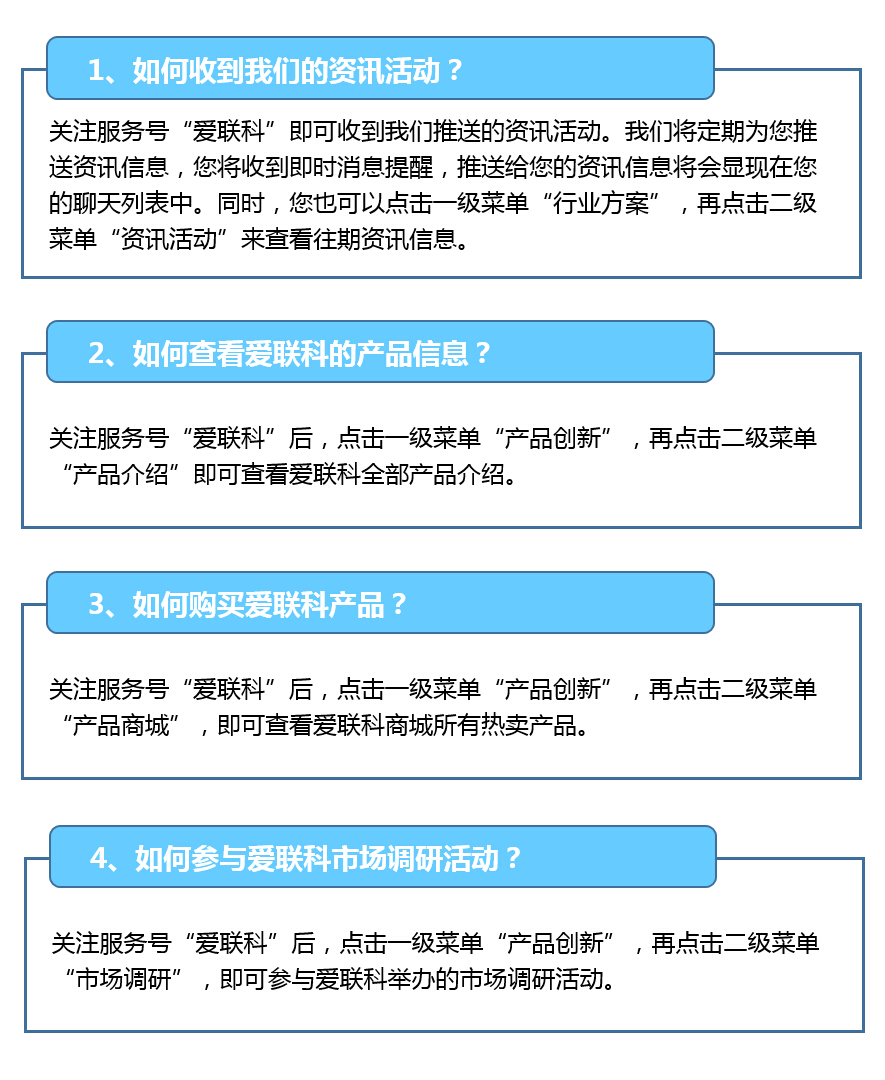 1、如何收到我们的资讯活动？
关注服务号“爱联科”即可收到我们推送的资讯活动。我们将定期为您推
送资讯信息，您将收到即时消息提醒，推送给您的资讯信息将会显现在您
的聊天列表中。同时，您也可以点击一级菜单“行业方案”，再点击二级
菜单“资讯活动”来查看往期资讯信息。
2、如何查看爱联科的产品信息？
关注服务号“爱联科”后，点击一级菜单“产品创新”，再点击二级菜单
“产品介绍”即可查看爱联科全部产品介绍。
3、如何购买爱联科产品？
关注服务号“爱联科”后，点击一级菜单“产品创新”，再点击二级菜单
“产品商城”，即可查看爱联科商城所有热卖产品。
4、如何参与爱联科市场调研活动？
关注服务号“爱联科”后，点击一级菜单“产品创新”，再点击二级菜单
“市场调研”，即可参与爱联科举办的市场调研活动。